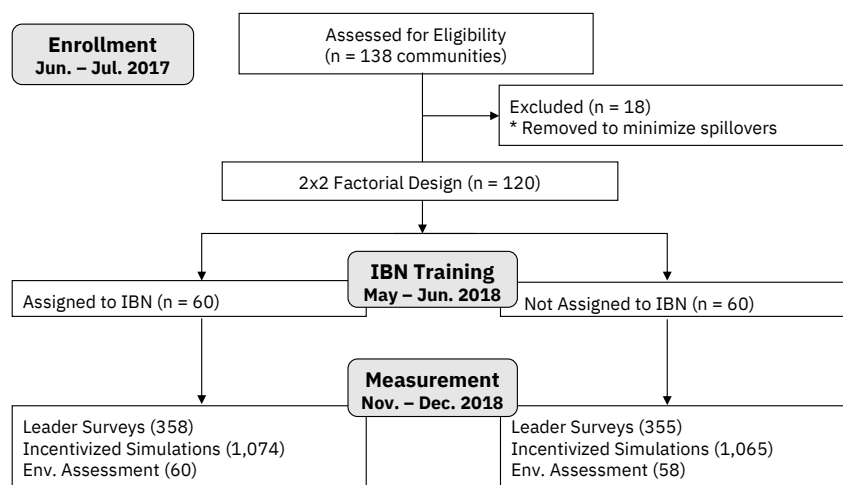 Enrollment
Jun. – Jul. 2017
Assessed for Eligibility
(n = 138 communities)
Excluded (n = 18)
* Removed to minimize spillovers
2x2 Factorial Design (n = 120)
IBN Training
May – Jun. 2018
Assigned to IBN (n = 60)
Not Assigned to IBN (n = 60)
Measurement
Nov. – Dec. 2018
Leader Surveys (358)
Incentivized Simulations (1,074)
Env. Assessment (60)
Leader Surveys (355)
Incentivized Simulations (1,065)
Env. Assessment (58)